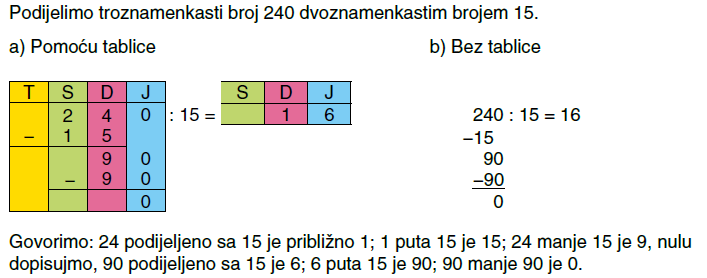 Podijelimo troznamenkasti broj 240 dvoznamenkastim brojem 15.
a) Pomoću tablice
b) Bez tablice
T S D J
2 4 0 : 15 =
– 1 5
9 0
– 9 0
0
S D J
1 6
240 : 15 = 16
–15
90
–90
0
Govorimo: 24 podijeljeno sa 15 je približno 1; 1 puta 15 je 15; 24 manje 15 je 9, nulu
dopisujmo, 90 podijeljeno sa 15 je 6; 6 puta 15 je 90; 90 manje 90 je 0.